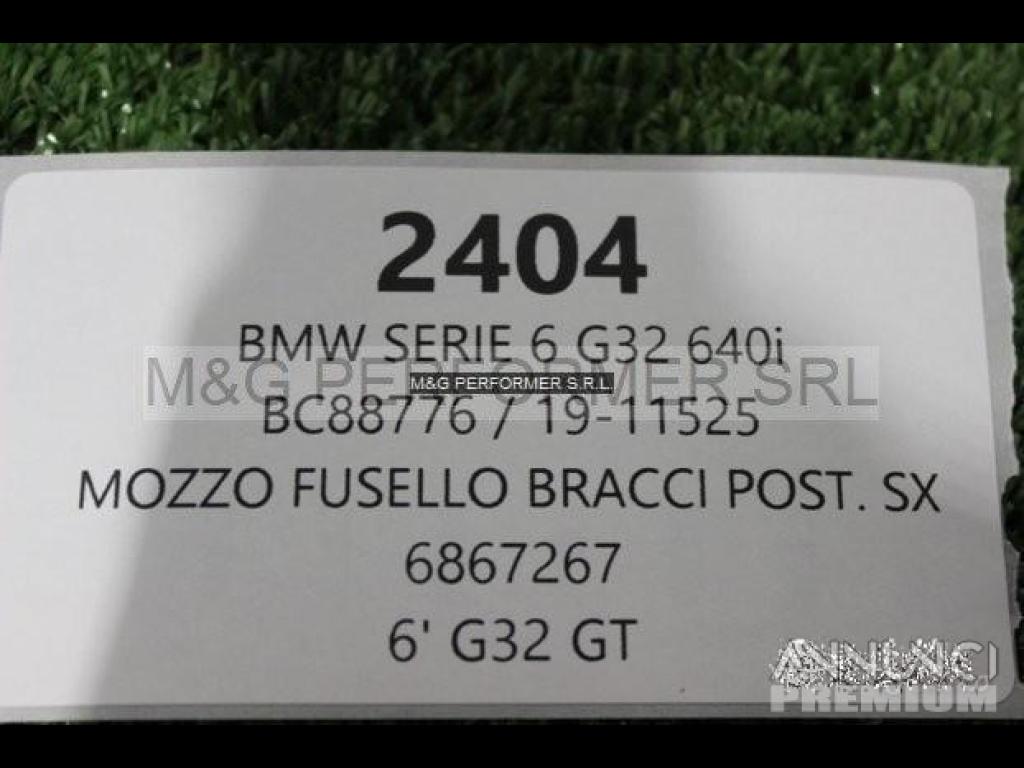 2404
BMW SERIE 6 G32 640i
M&G PERFORMER SRL
M&G PERFORMER S.R.L.
BC88776 / 19-11525
MOZZO FUSELLO BRACCI POST. SX
6867267
6' G32 GT
ANNUNCI
PREMIUM